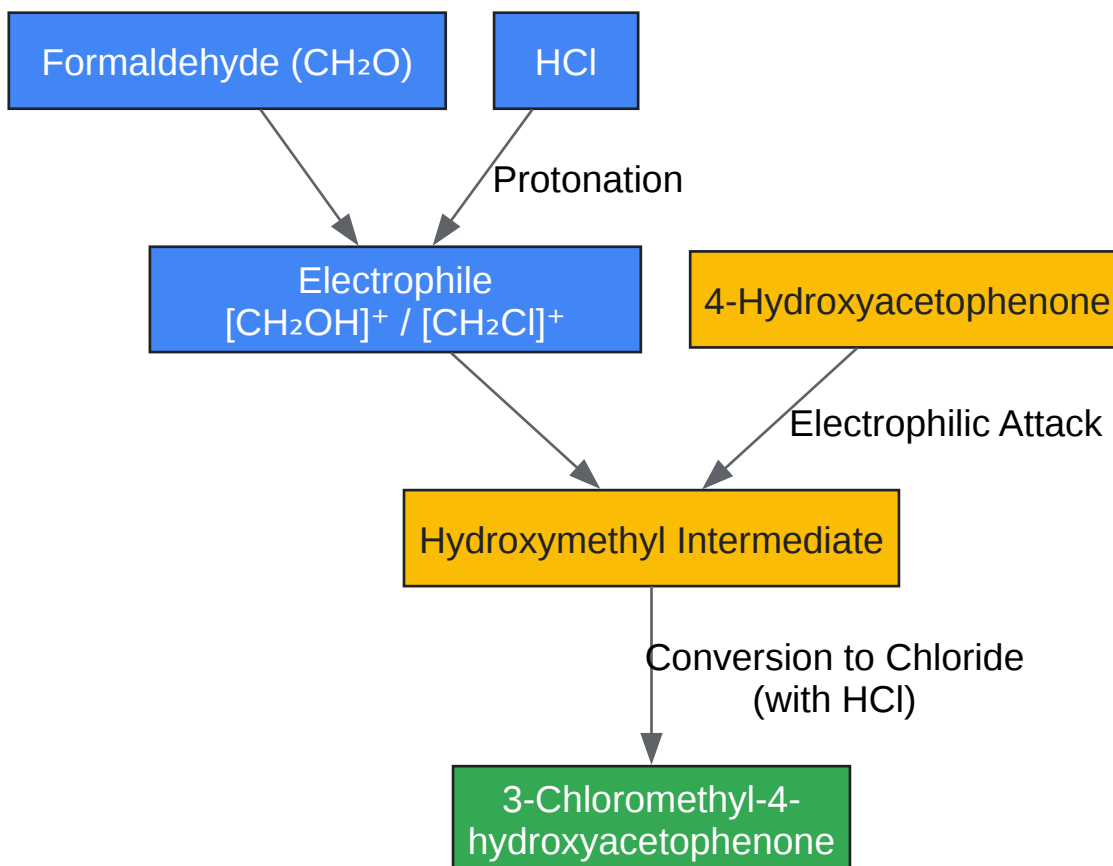 Formaldehyde (CH₂O)
HCl
Protonation
Electrophile
[CH₂OH]⁺ / [CH₂Cl]⁺
4-Hydroxyacetophenone
Electrophilic Attack
Hydroxymethyl Intermediate
Conversion to Chloride
(with HCl)
3-Chloromethyl-4-
hydroxyacetophenone